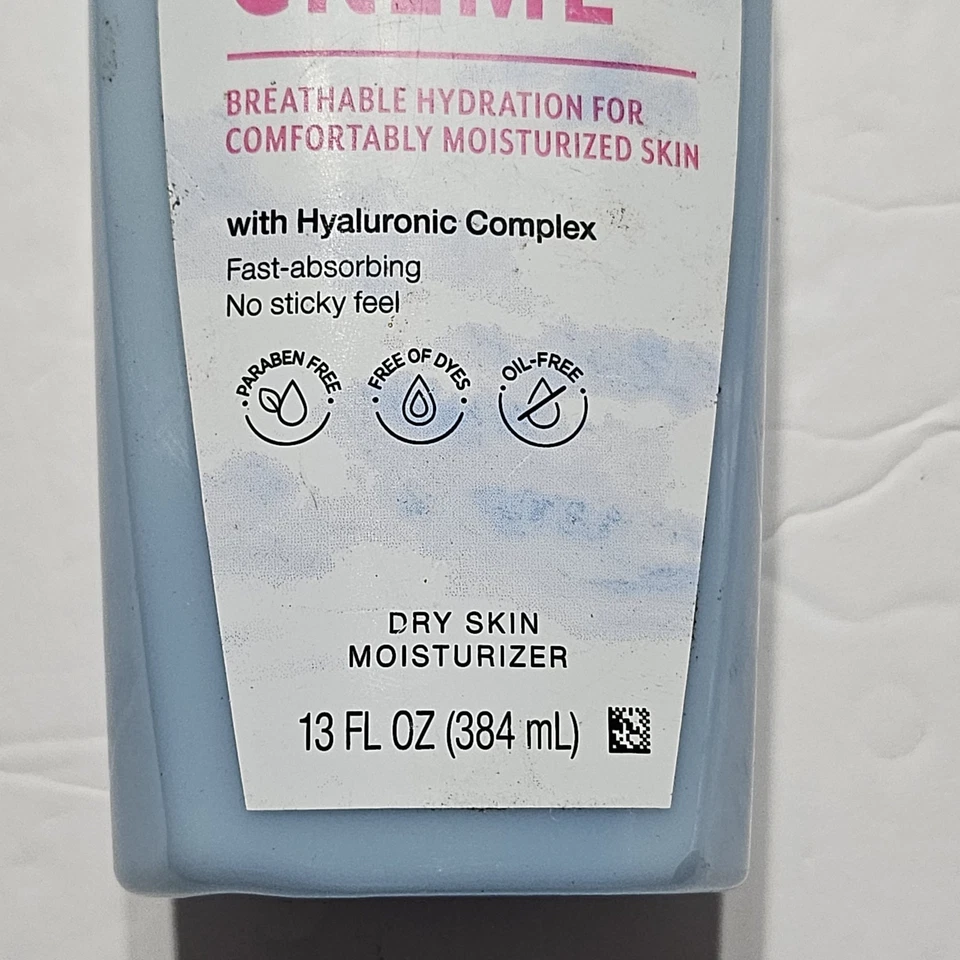 CREME
BREATHABLE HYDRATION FOR
COMFORTABLY MOISTURIZED SKIN
with Hyaluronic Complex
Fast-absorbing
No sticky feel
PARABEN FREE
FREE OF DYES
OIL-FREE
DRY SKIN
MOISTURIZER
13 FL OZ (384 mL)